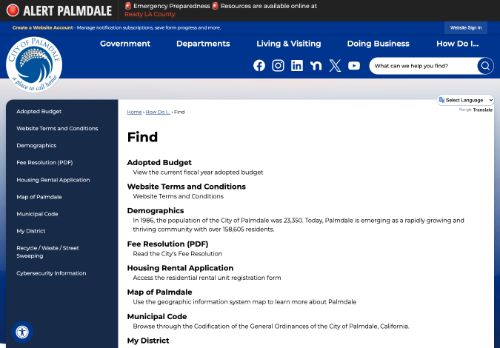 ALERT PALMDALE
Emergency Preparedness Resources are available online at
Ready LA County.
Create a Website Account - Manage notification subscriptions, save form progress and more.
Website Sign In
CITY OF PALMDALE
a place to call home
Government
Departments
Living & Visiting
Doing Business
How Do I...
What can we help you find?
Select Language
Google Translate
Adopted Budget
Website Terms and Conditions
Demographics
Fee Resolution (PDF)
Housing Rental Application
Map of Palmdale
Municipal Code
My District
Recycle / Waste / Street
Sweeping
Cybersecurity Information
Home › How Do I... › Find
Find
Adopted Budget
View the current fiscal year adopted budget
Website Terms and Conditions
Website Terms and Conditions
Demographics
In 1986, the population of the City of Palmdale was 23,350. Today, Palmdale is emerging as a rapidly growing and
thriving community with over 158,605 residents.
Fee Resolution (PDF)
Read the City's Fee Resolution
Housing Rental Application
Access the residential rental unit registration form
Map of Palmdale
Use the geographic information system map to learn more about Palmdale
Municipal Code
Browse through the Codification of the General Ordinances of the City of Palmdale, California.
My District